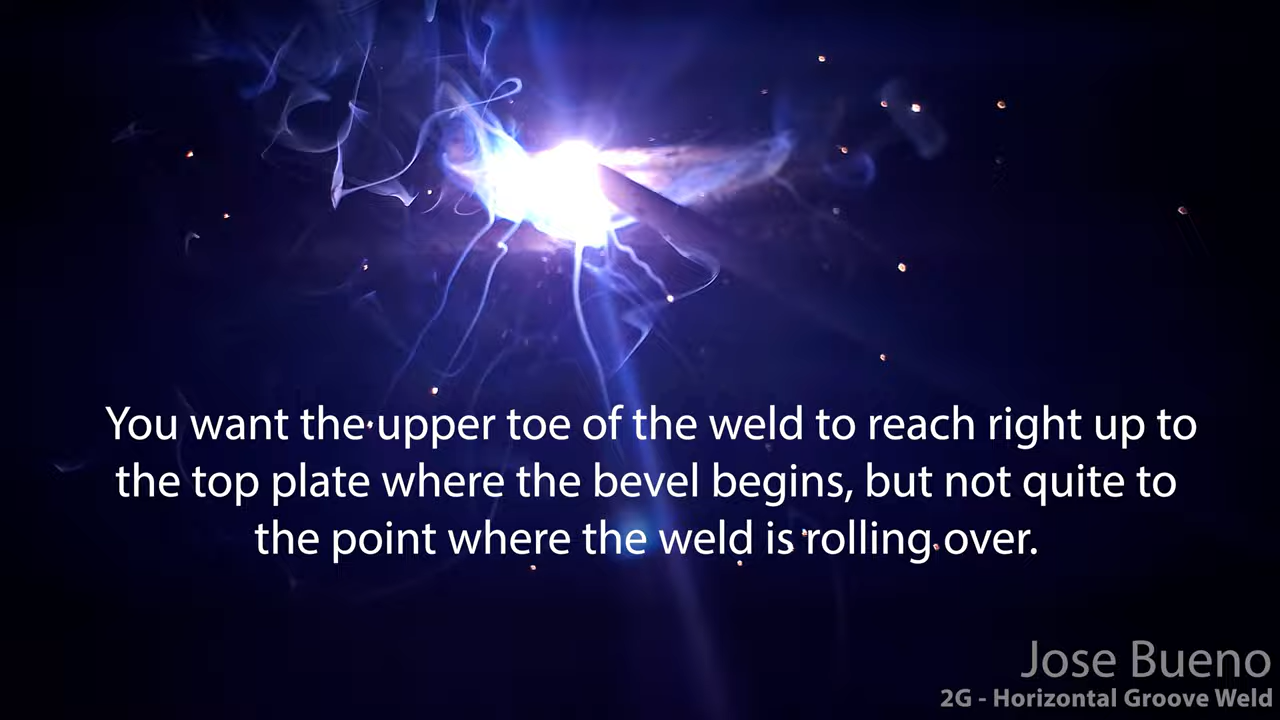 You want the upper toe of the weld to reach right up to
the top plate where the bevel begins, but not quite to
the point where the weld is rolling over.
Jose Bueno
2G - Horizontal Groove Weld